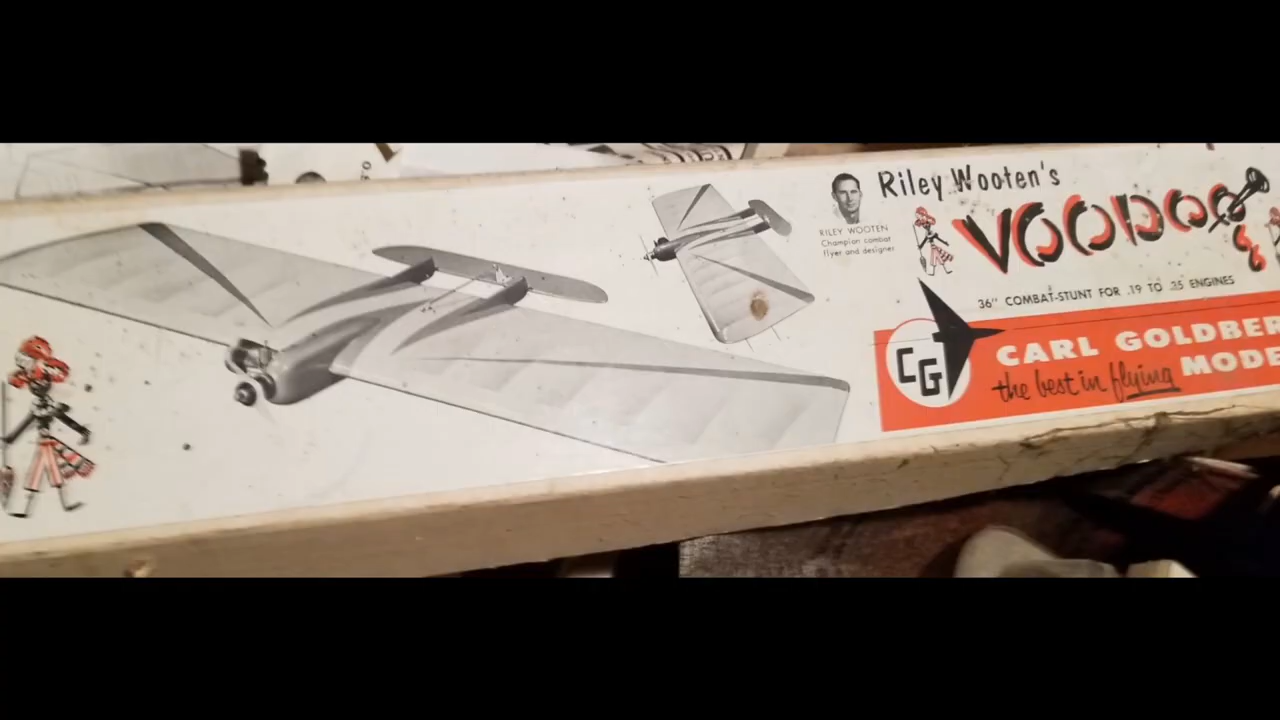 Riley Wooten's
VOODOO
RILEY WOOTEN
Champion combat
flyer and designer
36" COMBAT-STUNT FOR .19 TO .35 ENGINES
CG
CARL GOLDBER
the best in flying MODE